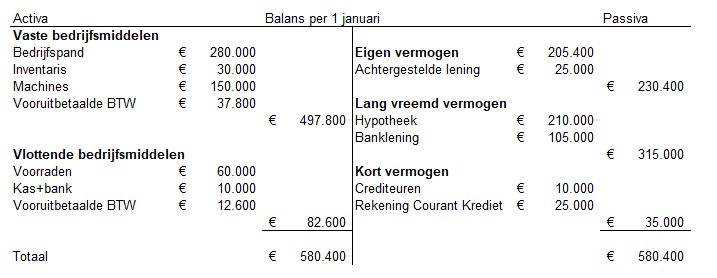 Activa Balans per 1 januari Passiva
Vaste bedrijfsmiddelen
Bedrijfspand € 280.000 Eigen vermogen € 205.400
Inventaris € 30.000 Achtergestelde lening € 25.000
Machines € 150.000 € 230.400
Vooruitbetaalde BTW € 37.800 Lang vreemd vermogen
€ 497.800 Hypotheek € 210.000
Banklening € 105.000
Vlottende bedrijfsmiddelen € 315.000
Voorraden € 60.000 Kort vermogen
Kas+bank € 10.000 Crediteuren € 10.000
Vooruitbetaalde BTW € 12.600 Rekening Courant Krediet € 25.000
€ 82.600 € 35.000
Totaal € 580.400 € 580.400